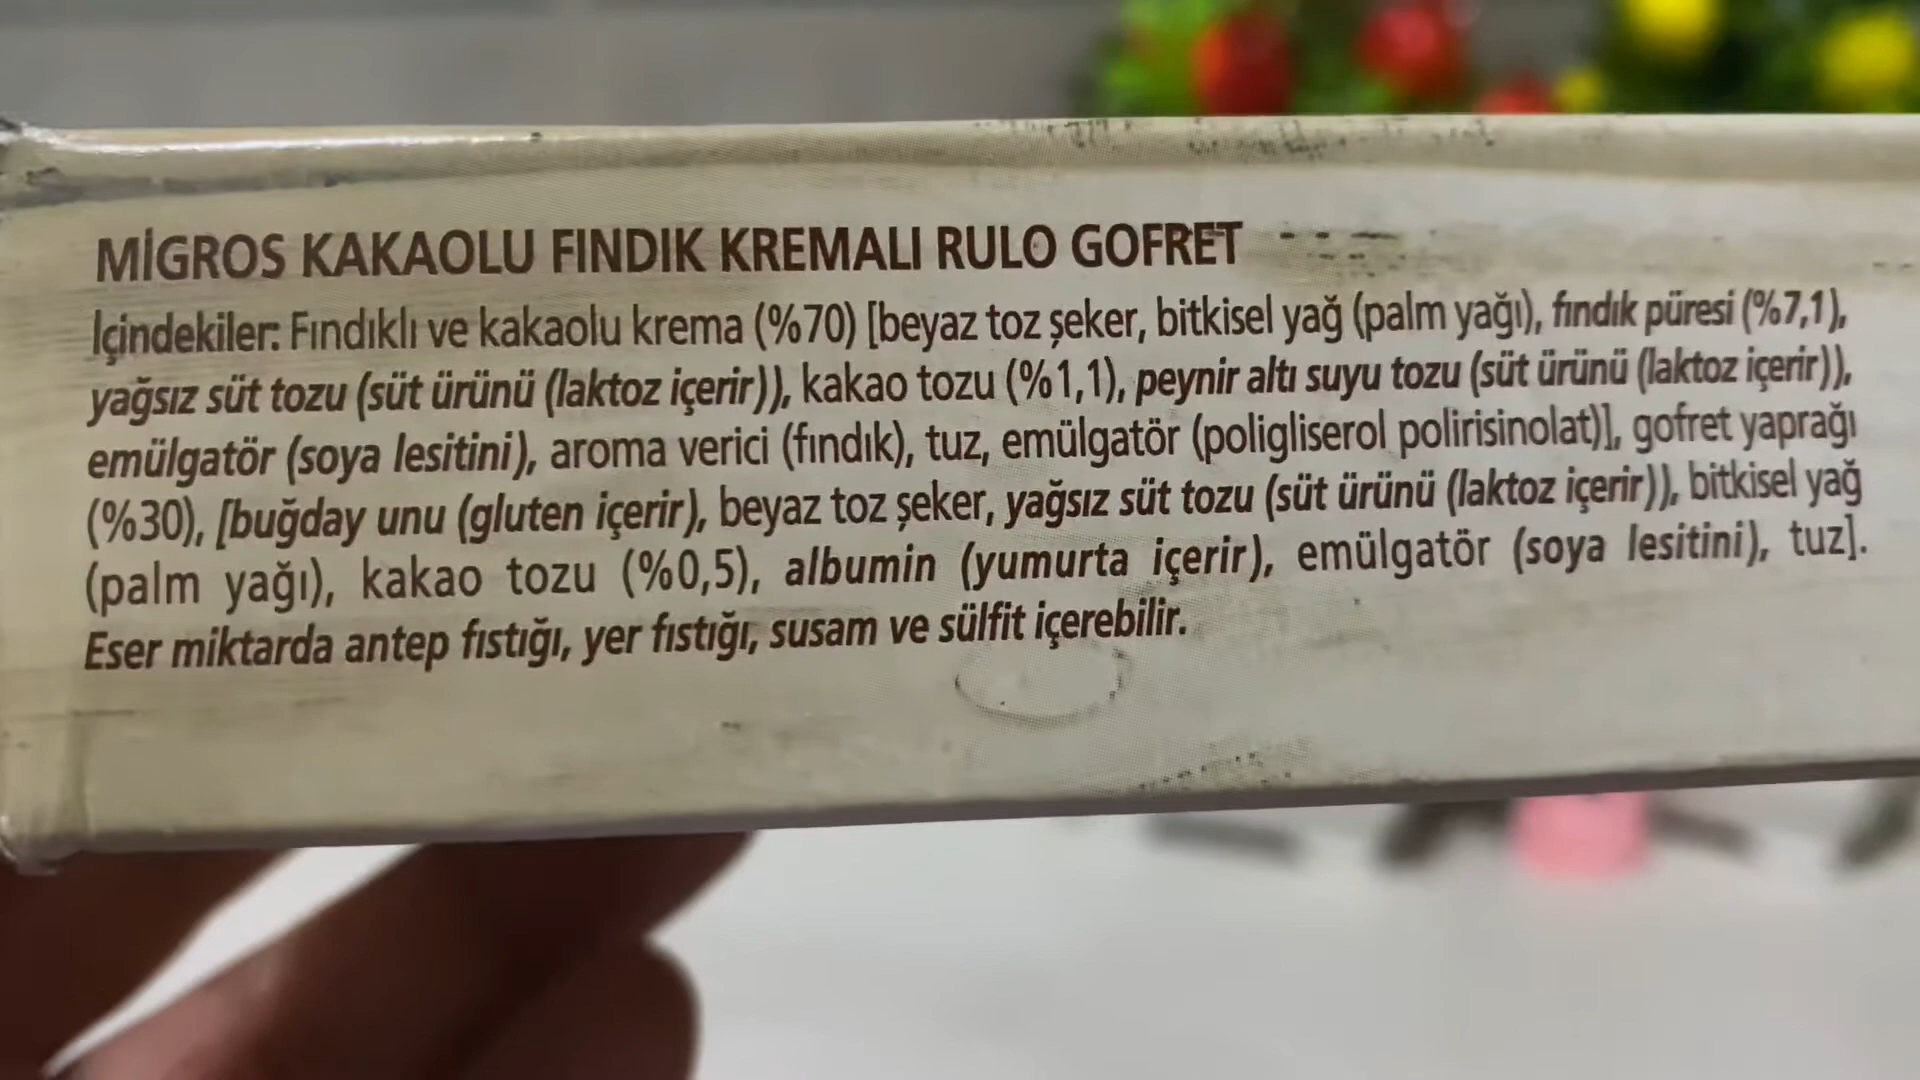 MİGROS KAKAOLU FINDIK KREMALI RULO GOFRET
İçindekiler: Fındıklı ve kakaolu krema (%70) [beyaz toz şeker, bitkisel yağ (palm yağı), fındık püresi (%7,1),
yağsız süt tozu (süt ürünü (laktoz içerir)), kakao tozu (%1,1), peynir altı suyu tozu (süt ürünü (laktoz içerir)),
emülgatör (soya lesitini), aroma verici (fındık), tuz, emülgatör (poligliserol polirisinolat)], gofret yaprağı
(%30), [buğday unu (gluten içerir), beyaz toz şeker, yağsız süt tozu (süt ürünü (laktoz içerir)), bitkisel yağ
(palm yağı), kakao tozu (%0,5), albumin (yumurta içerir), emülgatör (soya lesitini), tuz].
Eser miktarda antep fıstığı, yer fıstığı, susam ve sülfit içerebilir.